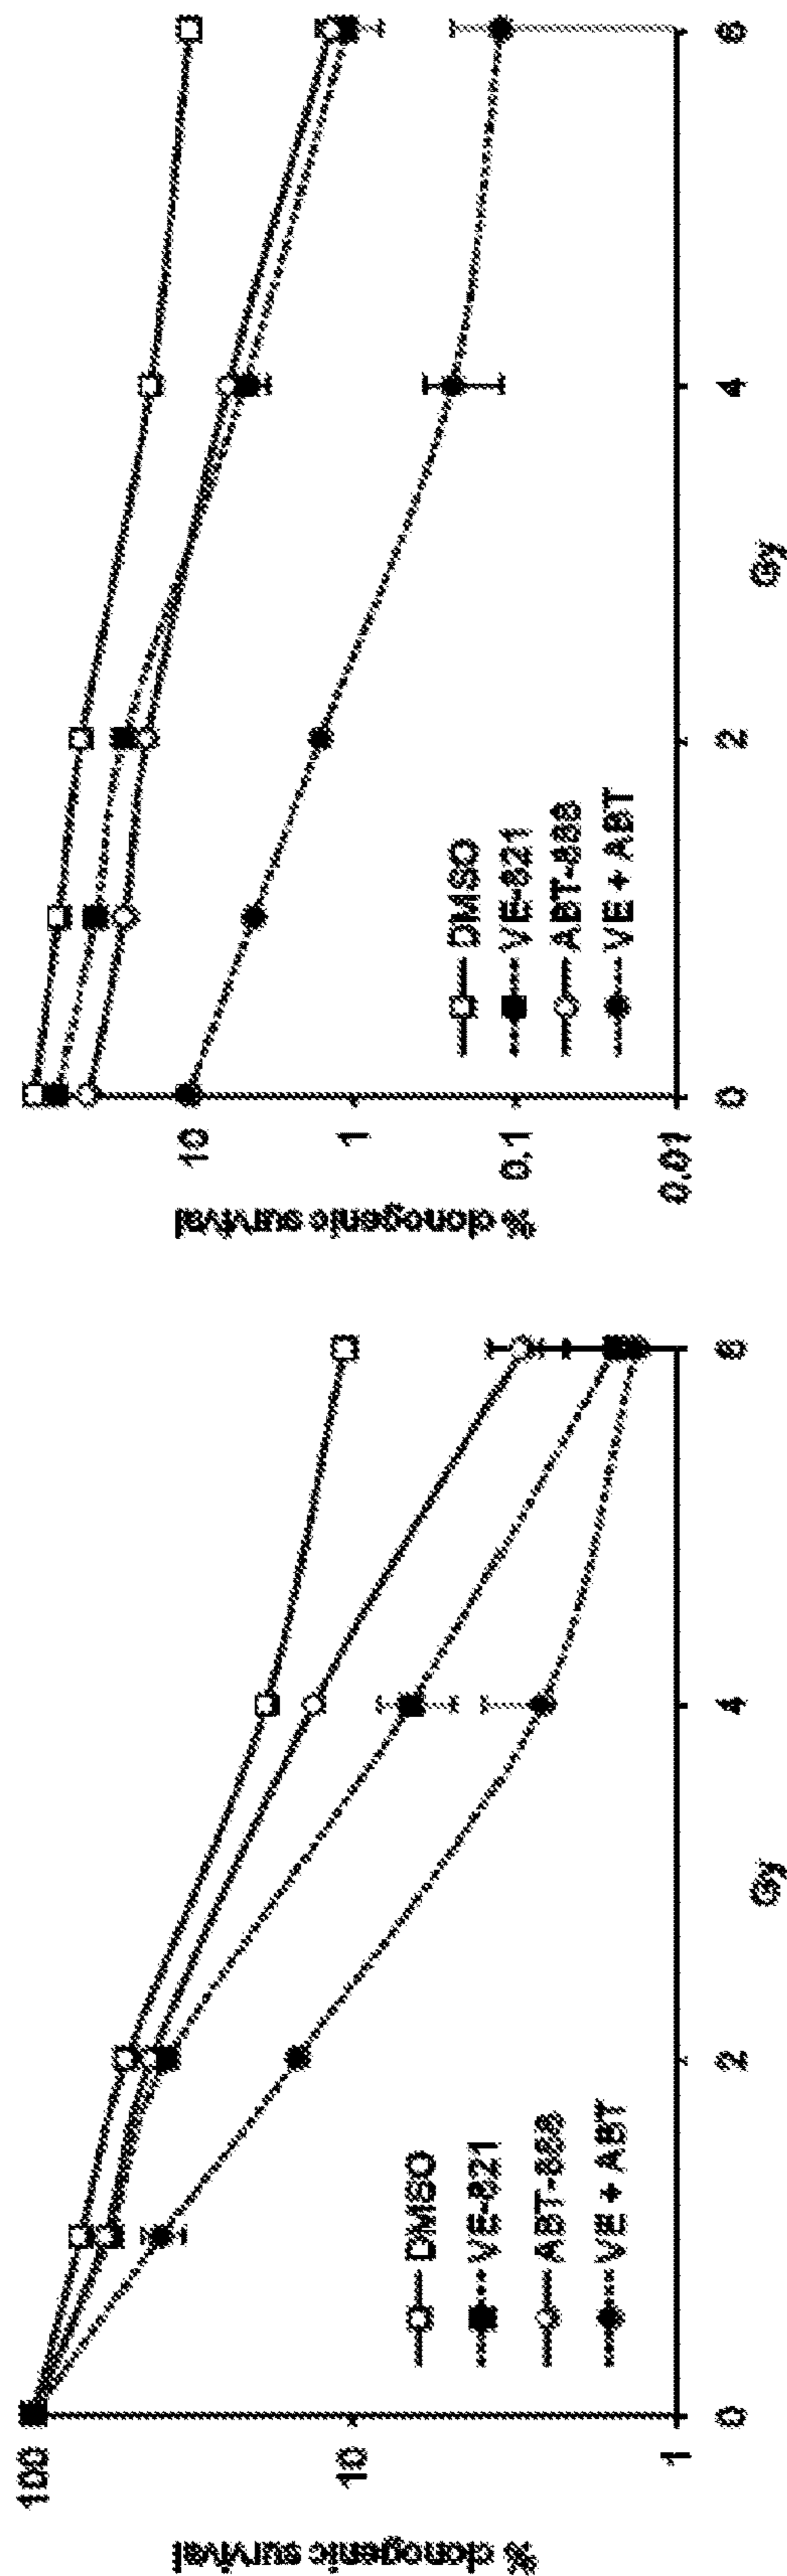 % clonogenic survival
100
10
1
0
2
4
6
Gy
DMSO
VE-821
ABT-888
VE + ABT
% clonogenic survival
10
1
0.1
0.01
0
2
4
6
Gy
DMSO
VE-821
ABT-888
VE + ABT